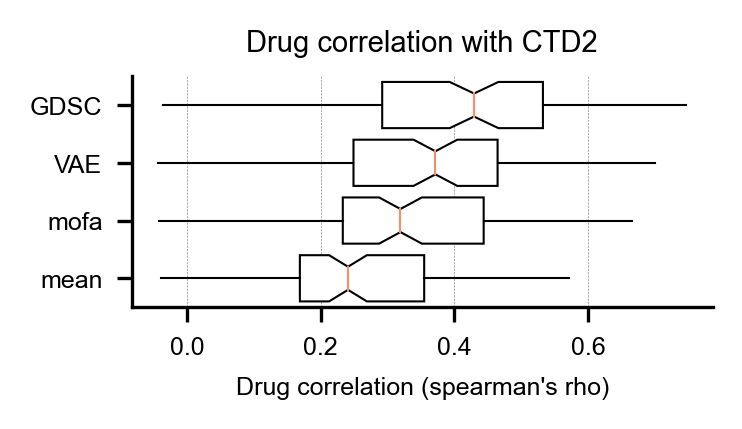 Drug correlation with CTD2
GDSC
VAE
mofa
mean
0.0 0.2 0.4 0.6
Drug correlation (spearman's rho)